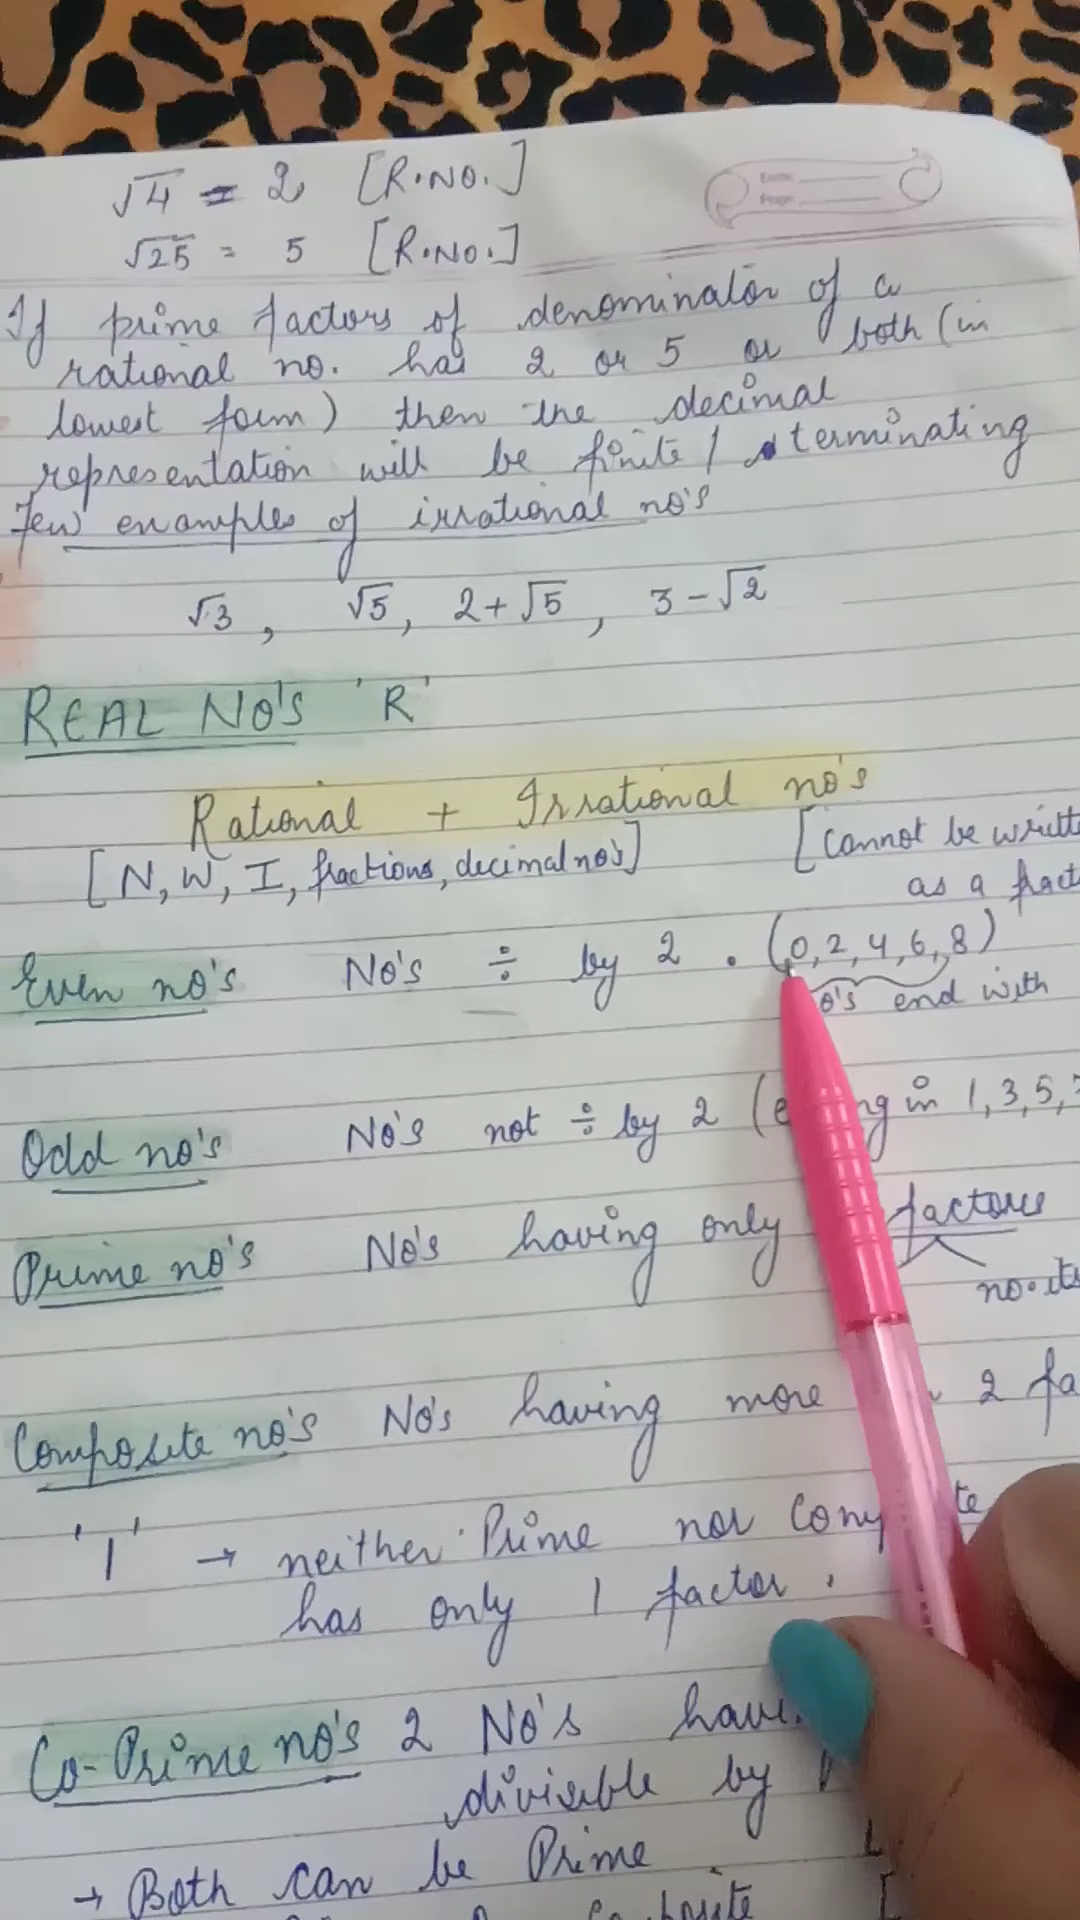 √4 = 2 [R.NO.]
√25 = 5 [R.NO.]
If prime factors of denominator of a
rational no. has 2 or 5 or both (in
lowest form) then the decimal
representation will be finite / terminating
Few examples of irrational no's
√3, √5, 2+√5, 3-√2
REAL NO'S 'R'
Rational + Irrational no's
[N, W, I, fractions, decimal no's] [cannot be
as a
Even no's No's ÷ by 2. (0,2,4,6,8)
end with
Odd no's No's not ÷ by 2 in 1,3,5,
Prime no's No's having only factors
Composite no's No's having more 2
'1' → neither Prime nor
has only 1 factor.
Co-Prime no's 2 No's
divisible by
→ Both can be Prime